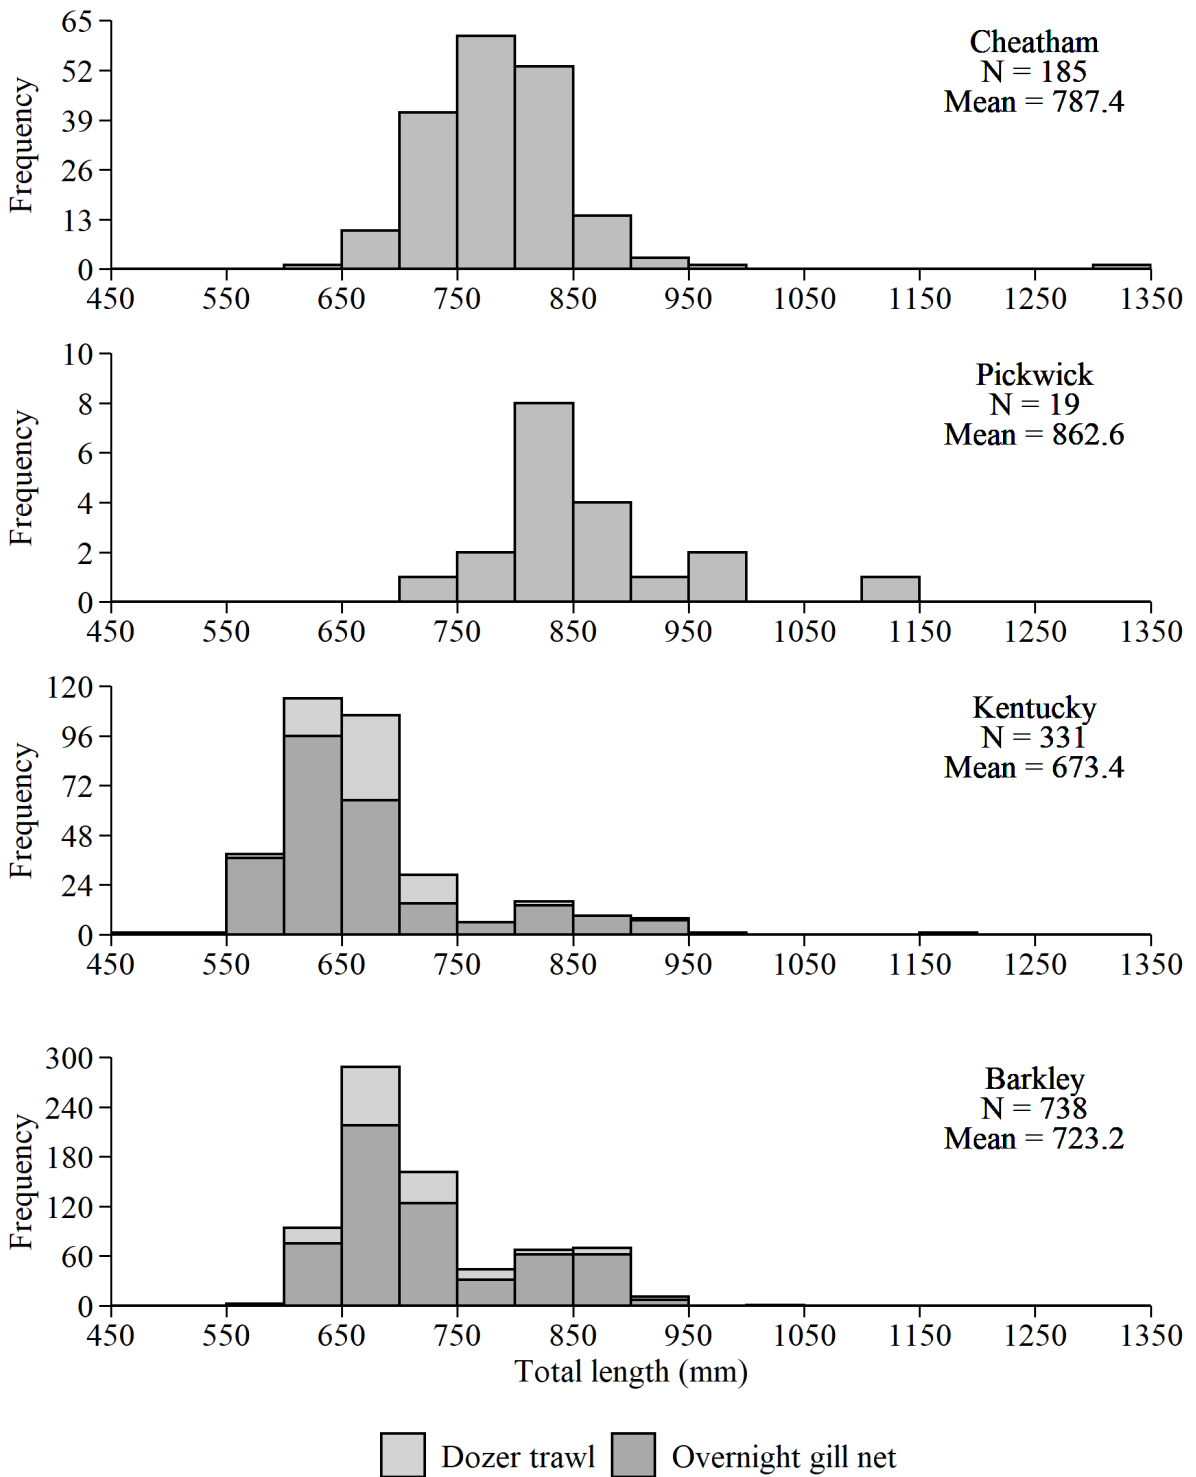 Cheatham
N = 185
Mean = 787.4
Frequency
65
52
39
26
13
0
450 550 650 750 850 950 1050 1150 1250 1350
Pickwick
N = 19
Mean = 862.6
Frequency
10
8
6
4
2
0
450 550 650 750 850 950 1050 1150 1250 1350
Kentucky
N = 331
Mean = 673.4
Frequency
120
96
72
48
24
0
450 550 650 750 850 950 1050 1150 1250 1350
Barkley
N = 738
Mean = 723.2
Frequency
300
240
180
120
60
0
450 550 650 750 850 950 1050 1150 1250 1350
Total length (mm)
Dozer trawl Overnight gill net